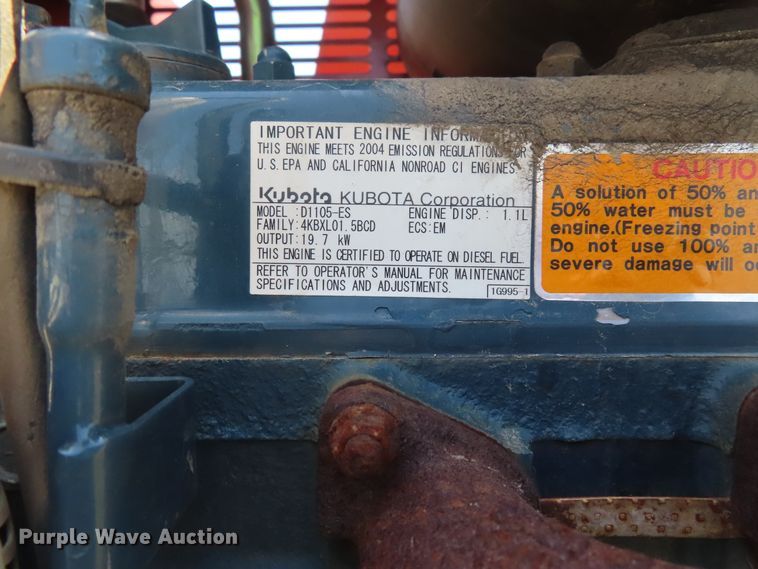 IMPORTANT ENGINE
THIS ENGINE MEETS 2004 EMISSION REGULATIONS
U.S.EPA AND CALIFORNIA NONROAD CI ENGINES
Kubota KUBOTA Corporation
MODEL :D1105-ES ENGINE DISP.: 1.1L
FAMILY:4KBXL01.5BCD ECS:EM
OUTPUT:19.7 kW
THIS ENGINE IS CERTIFIED TO OPERATE ON DIESEL FUEL.
REFER TO OPERATOR'S MANUAL FOR MAINTENANCE
SPECIFICATIONS AND ADJUSTMENTS.
1G995-1
CAUTIO
A solution of 50% an
50% water must be
engine.(Freezing point
Do not use 100% an
severe damage will o
Purple Wave Auction